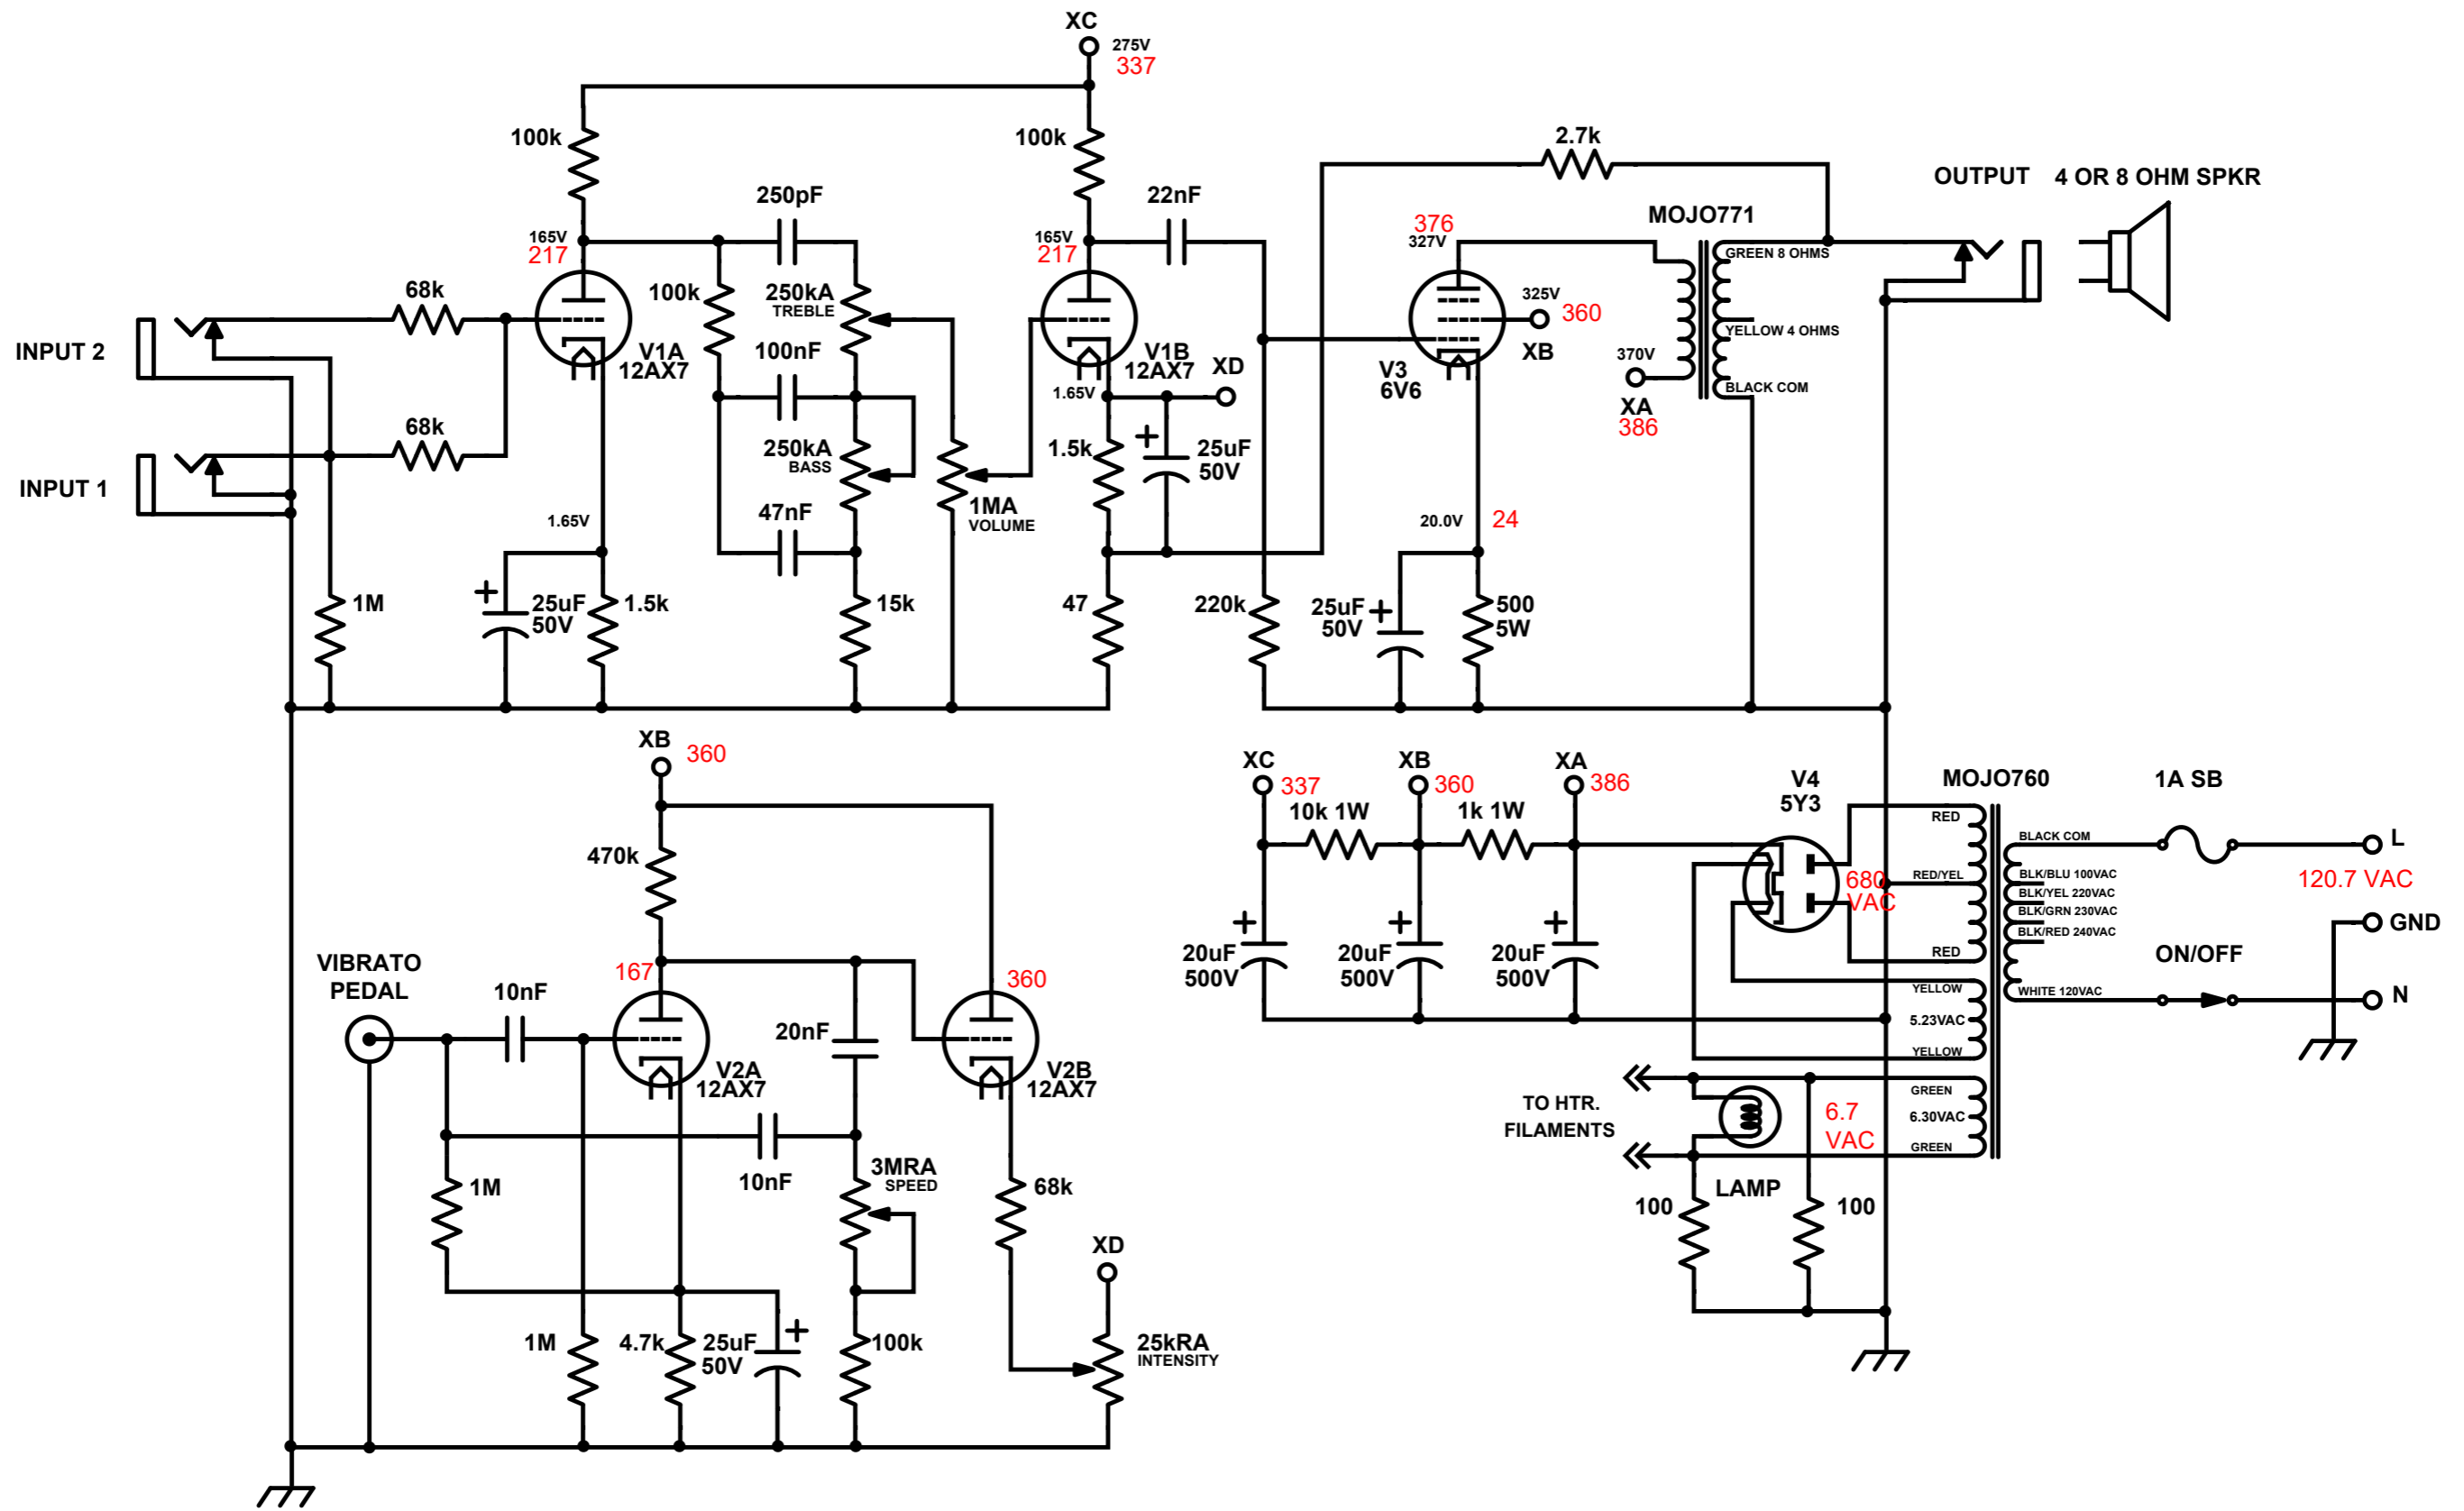 XC
275V
337
100k
100k
2.7k
OUTPUT 4 OR 8 OHM SPKR
250pF
22nF
MOJO771
376
327V
165V
217
165V
217
GREEN 8 OHMS
68k
100k
250kA
TREBLE
325V
360
YELLOW 4 OHMS
INPUT 2
V1A
12AX7
100nF
V1B
12AX7
XD
V3
6V6
XB
370V
BLACK COM
1.65V
XA
386
68k
250kA
BASS
1.5k
+
25uF
50V
INPUT 1
1MA
VOLUME
47nF
1.65V
20.0V
24
+
25uF
50V
1M
1.5k
15k
47
220k
25uF
50V
+
500
5W
XB
360
XC
337
XB
360
XA
386
V4
5Y3
MOJO760
1A SB
10k 1W
1k 1W
RED
BLACK COM
L
470k
RED/YEL
680
VAC
BLK/BLU 100VAC
BLK/YEL 220VAC
BLK/GRN 230VAC
BLK/RED 240VAC
120.7 VAC
+
20uF
500V
+
20uF
500V
+
20uF
500V
GND
RED
ON/OFF
VIBRATO
PEDAL
167
360
10nF
YELLOW
WHITE 120VAC
N
20nF
5.23VAC
YELLOW
V2A
12AX7
V2B
12AX7
TO HTR.
FILAMENTS
GREEN
6.7
VAC
6.30VAC
GREEN
10nF
1M
3MRA
SPEED
68k
LAMP
100
100
XD
1M
4.7k
25uF
50V
+
100k
25kRA
INTENSITY